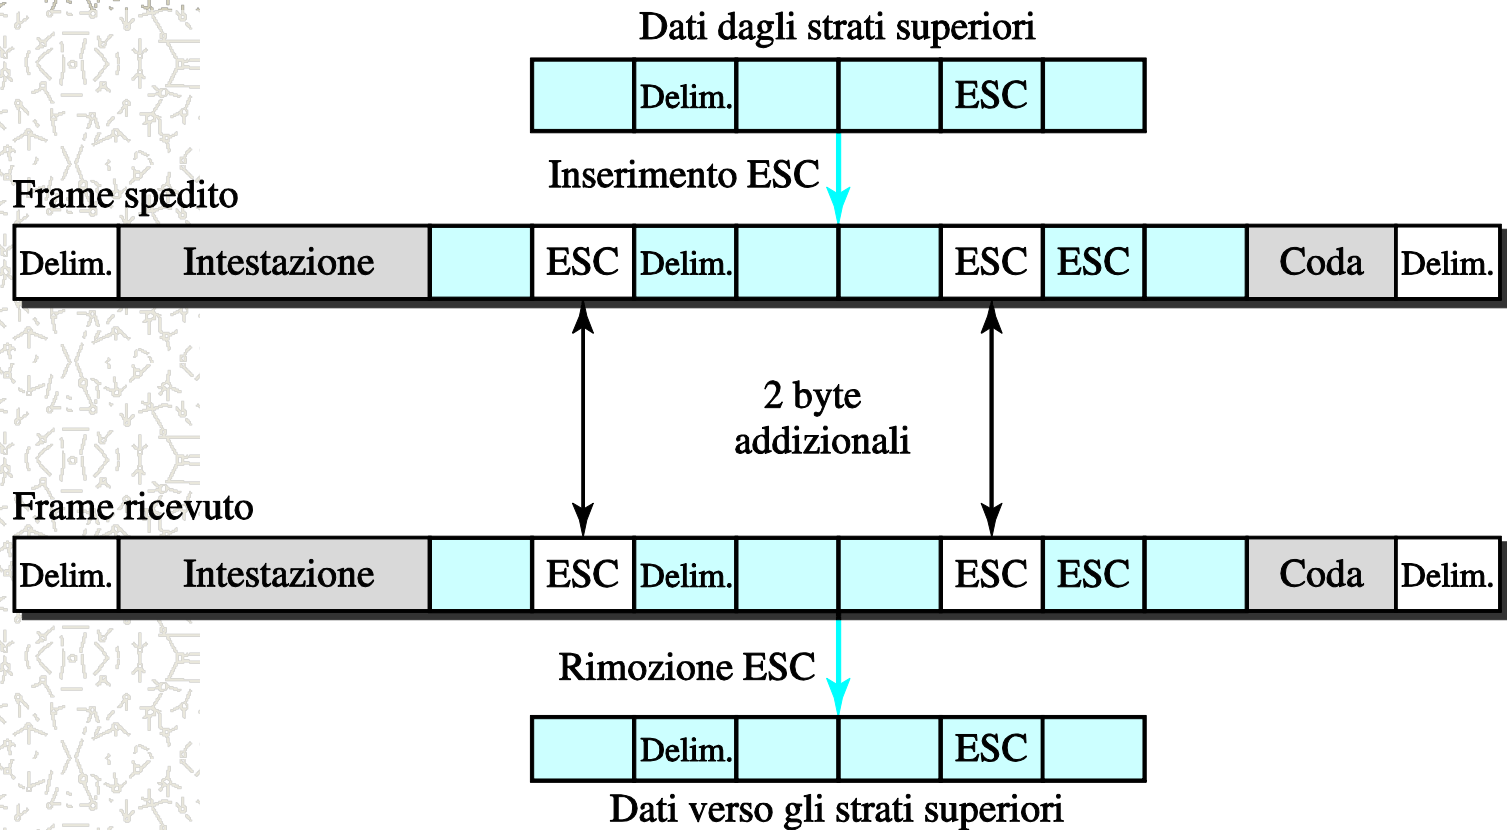 Dati dagli strati superiori
Delim. ESC
Inserimento ESC
Frame spedito
Delim. Intestazione ESC Delim. ESC ESC Coda Delim.
2 byte
addizionali
Frame ricevuto
Delim. Intestazione ESC Delim. ESC ESC Coda Delim.
Rimozione ESC
Delim. ESC
Dati verso gli strati superiori